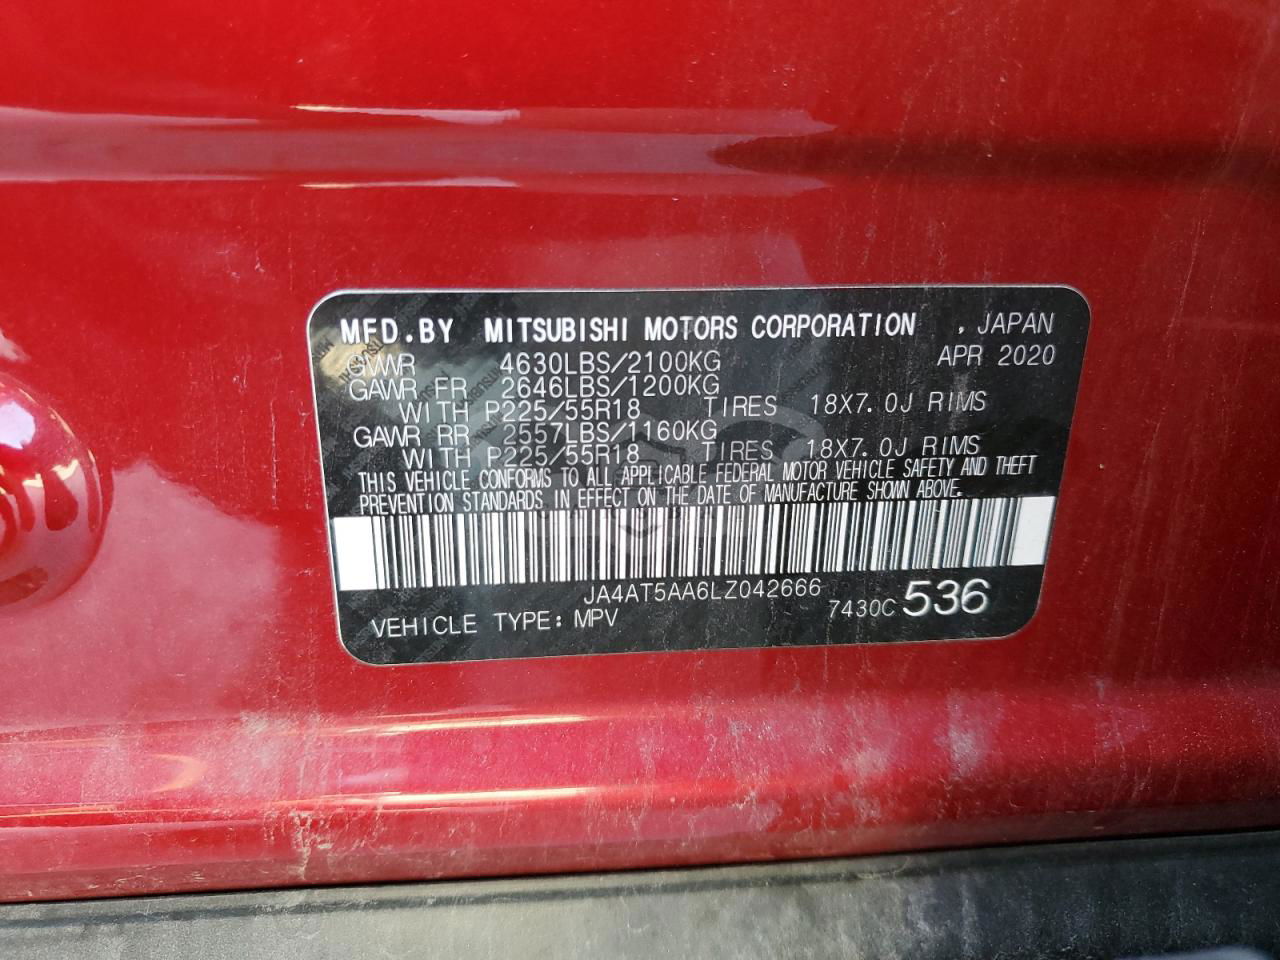 MFD.BY MITSUBISHI MOTORS CORPORATION , JAPAN
GVWR 4630LBS/2100KG APR 2020
GAWR FR 2646LBS/1200KG
WITH P225/55R18 TIRES 18X7.0J RIMS
GAWR RR 2557LBS/1160KG
WITH P225/55R18 TIRES 18X7.0J RIMS
THIS VEHICLE CONFORMS TO ALL APPLICABLE FEDERAL MOTOR VEHICLE SAFETY AND THEFT
PREVENTION STANDARDS IN EFFECT ON THE DATE OF MANUFACTURE SHOWN ABOVE.
JA4AT5AA6LZ042666
VEHICLE TYPE: MPV 7430C 536